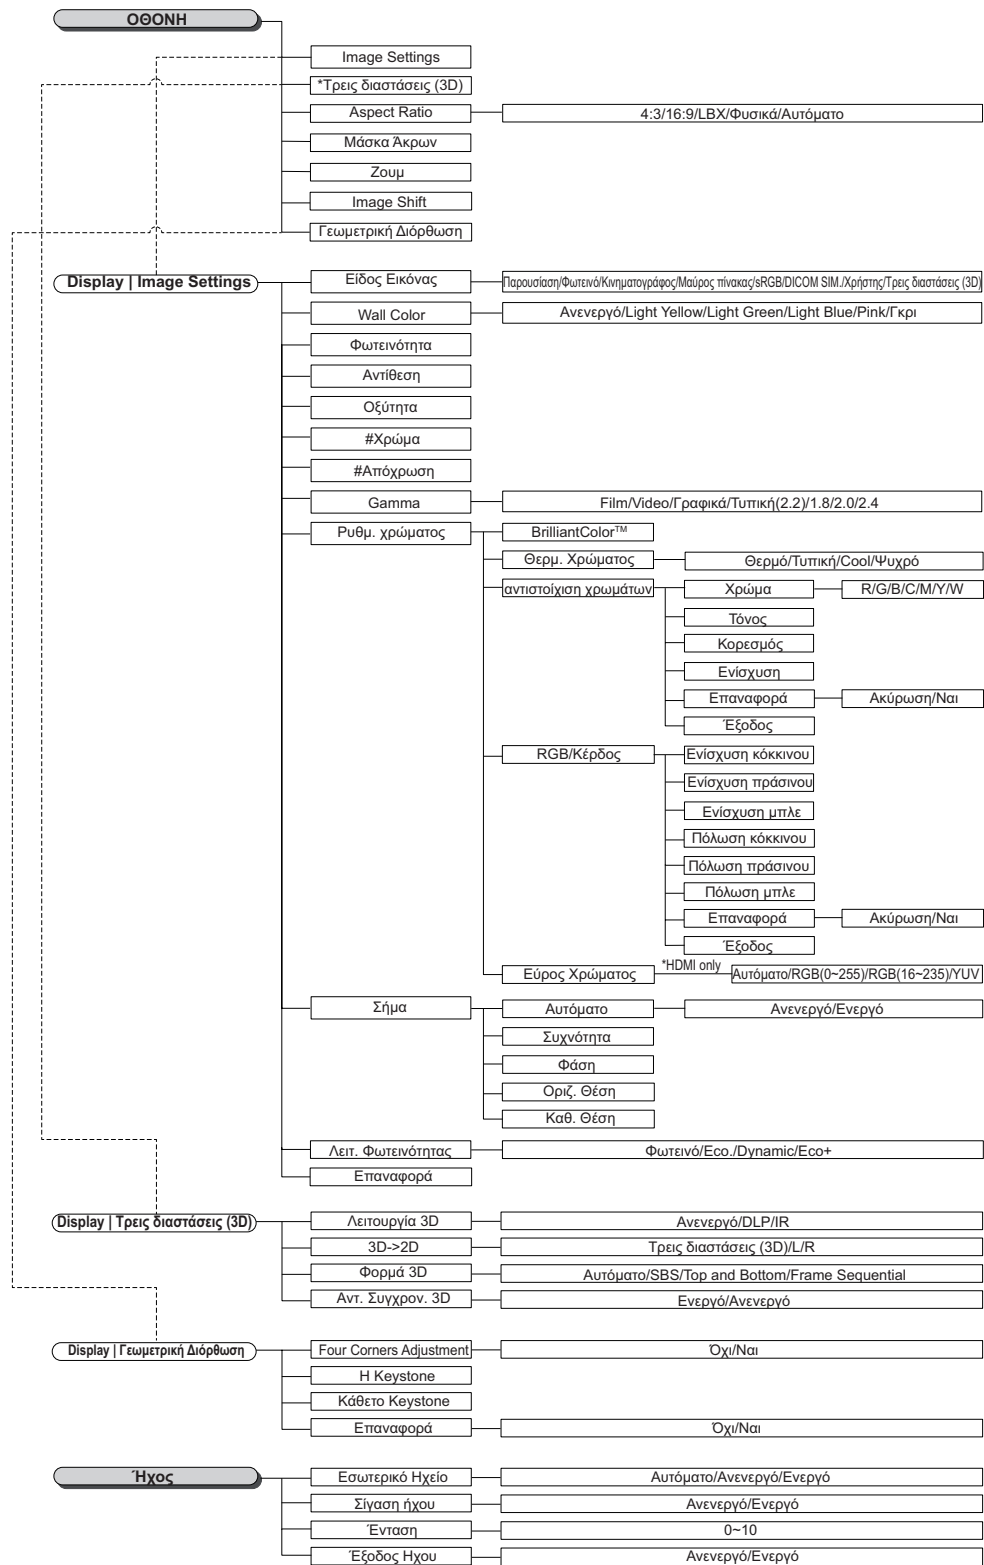 ΟΘΟΝΗ
Image Settings
*Τρεις διαστάσεις (3D)
Aspect Ratio
4:3/16:9/LBX/Φυσικά/Αυτόματο
Μάσκα Άκρων
Ζουμ
Image Shift
Γεωμετρική Διόρθωση
Display | Image Settings
Είδος Εικόνας
Παρουσίαση/Φωτεινό/Κινηματογράφος/Μαύρος πίνακας/sRGB/DICOM SIM./Χρήστης/Τρεις διαστάσεις (3D)
Wall Color
Ανενεργό/Light Yellow/Light Green/Light Blue/Pink/Γκρι
Φωτεινότητα
Αντίθεση
Οξύτητα
#Χρώμα
#Απόχρωση
Gamma
Film/Video/Γραφικά/Τυπική(2.2)/1.8/2.0/2.4
Ρυθμ. χρώματος
BrilliantColor™
Θερμ. Χρώματος
Θερμό/Τυπική/Cool/Ψυχρό
αντιστοίχιση χρωμάτων
Χρώμα
R/G/B/C/M/Y/W
Τόνος
Κορεσμός
Ενίσχυση
Επαναφορά
Ακύρωση/Ναι
Έξοδος
RGB/Κέρδος
Ενίσχυση κόκκινου
Ενίσχυση πράσινου
Ενίσχυση μπλε
Πόλωση κόκκινου
Πόλωση πράσινου
Πόλωση μπλε
Επαναφορά
Ακύρωση/Ναι
Έξοδος
Εύρος Χρώματος
*HDMI only
Αυτόματο/RGB(0~255)/RGB(16~235)/YUV
Σήμα
Αυτόματο
Ανενεργό/Ενεργό
Συχνότητα
Φάση
Οριζ. Θέση
Καθ. Θέση
Λειτ. Φωτεινότητας
Φωτεινό/Eco./Dynamic/Eco+
Επαναφορά
Display | Τρεις διαστάσεις (3D)
Λειτουργία 3D
Ανενεργό/DLP/IR
3D->2D
Τρεις διαστάσεις (3D)/L/R
Φορμά 3D
Αυτόματο/SBS/Top and Bottom/Frame Sequential
Αντ. Συγχρον. 3D
Ενεργό/Ανενεργό
Display | Γεωμετρική Διόρθωση
Four Corners Adjustment
Όχι/Ναι
H Keystone
Κάθετο Keystone
Επαναφορά
Όχι/Ναι
Ήχος
Εσωτερικό Ηχείο
Αυτόματο/Ανενεργό/Ενεργό
Σίγαση ήχου
Ανενεργό/Ενεργό
Ένταση
0~10
Έξοδος Ηχου
Ανενεργό/Ενεργό